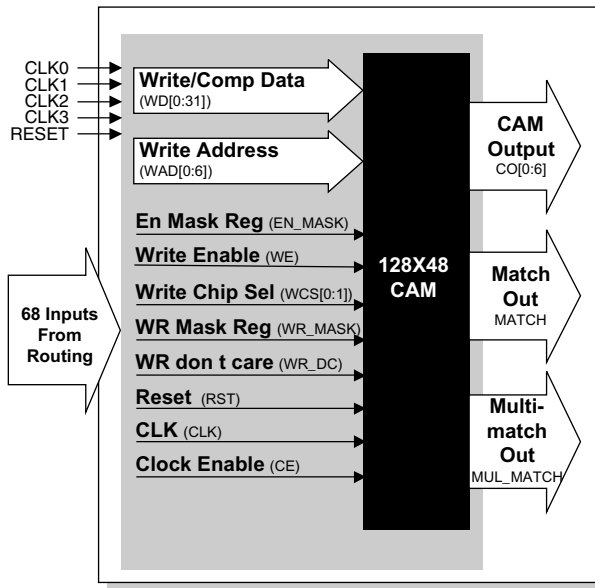 CLK0
CLK1
CLK2
CLK3
RESET
Write/Comp Data
(WD[0:31])
Write Address
(WAD[0:6])
En Mask Reg (EN_MASK)
Write Enable (WE)
Write Chip Sel (WCS[0:1])
WR Mask Reg (WR_MASK)
WR don t care (WR_DC)
Reset (RST)
CLK (CLK)
Clock Enable (CE)
68 Inputs
From
Routing
128X48
CAM
CAM
Output
CO[0:6]
Match
Out
MATCH
Multi-
match
Out
MUL_MATCH